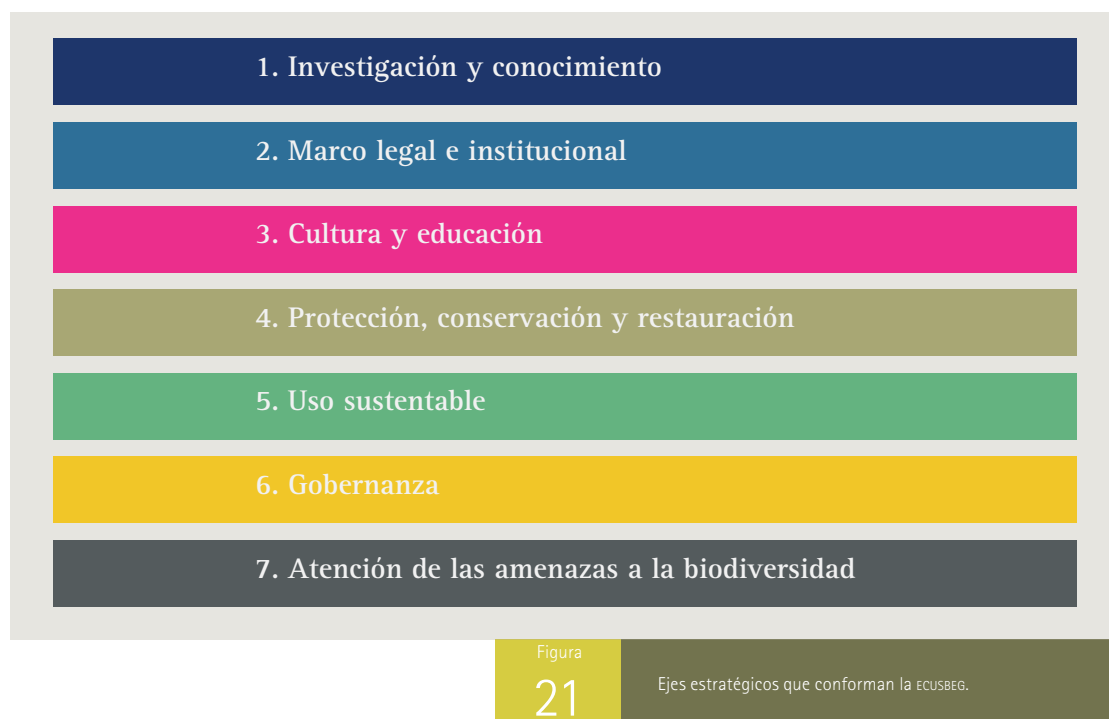 1. Investigación y conocimiento
2. Marco legal e institucional
3. Cultura y educación
4. Protección, conservación y restauración
5. Uso sustentable
6. Gobernanza
7. Atención de las amenazas a la biodiversidad
Figura
21
Ejes estratégicos que conforman la ECUSBEG.